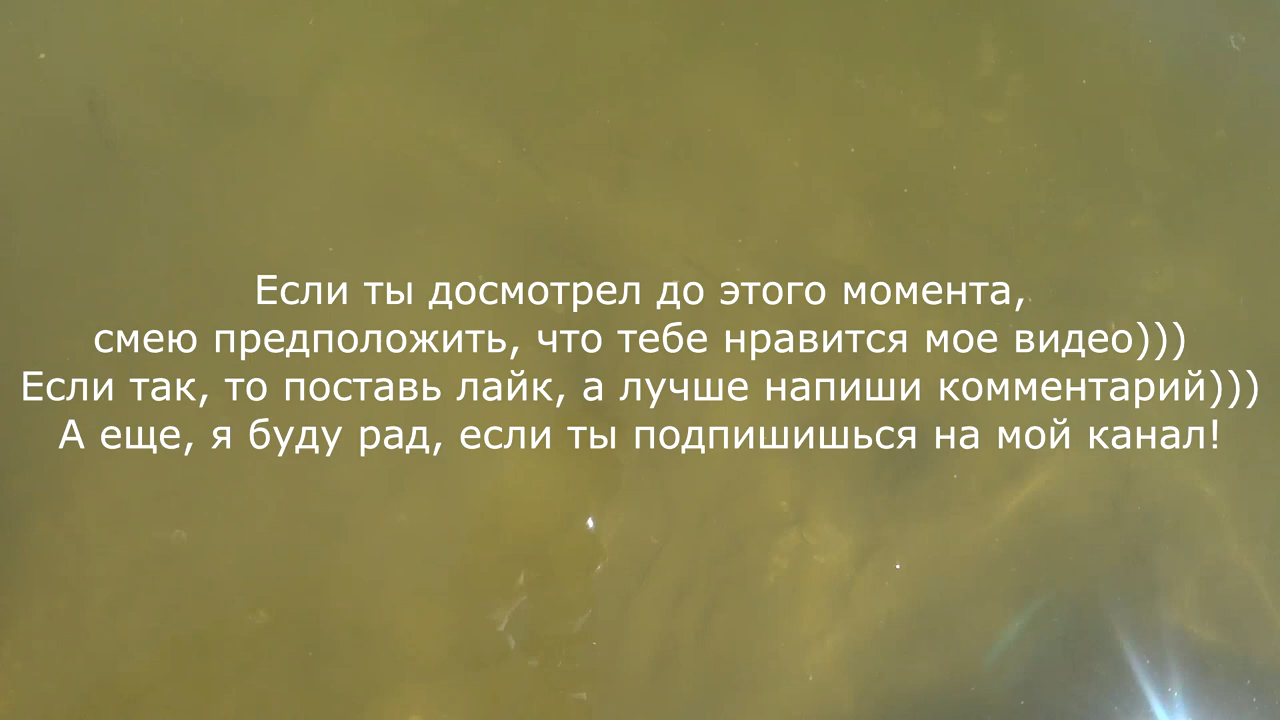 Если ты досмотрел до этого момента,
смею предположить, что тебе нравится мое видео)))
Если так, то поставь лайк, а лучше напиши комментарий)))
А еще, я буду рад, если ты подпишишься на мой канал!